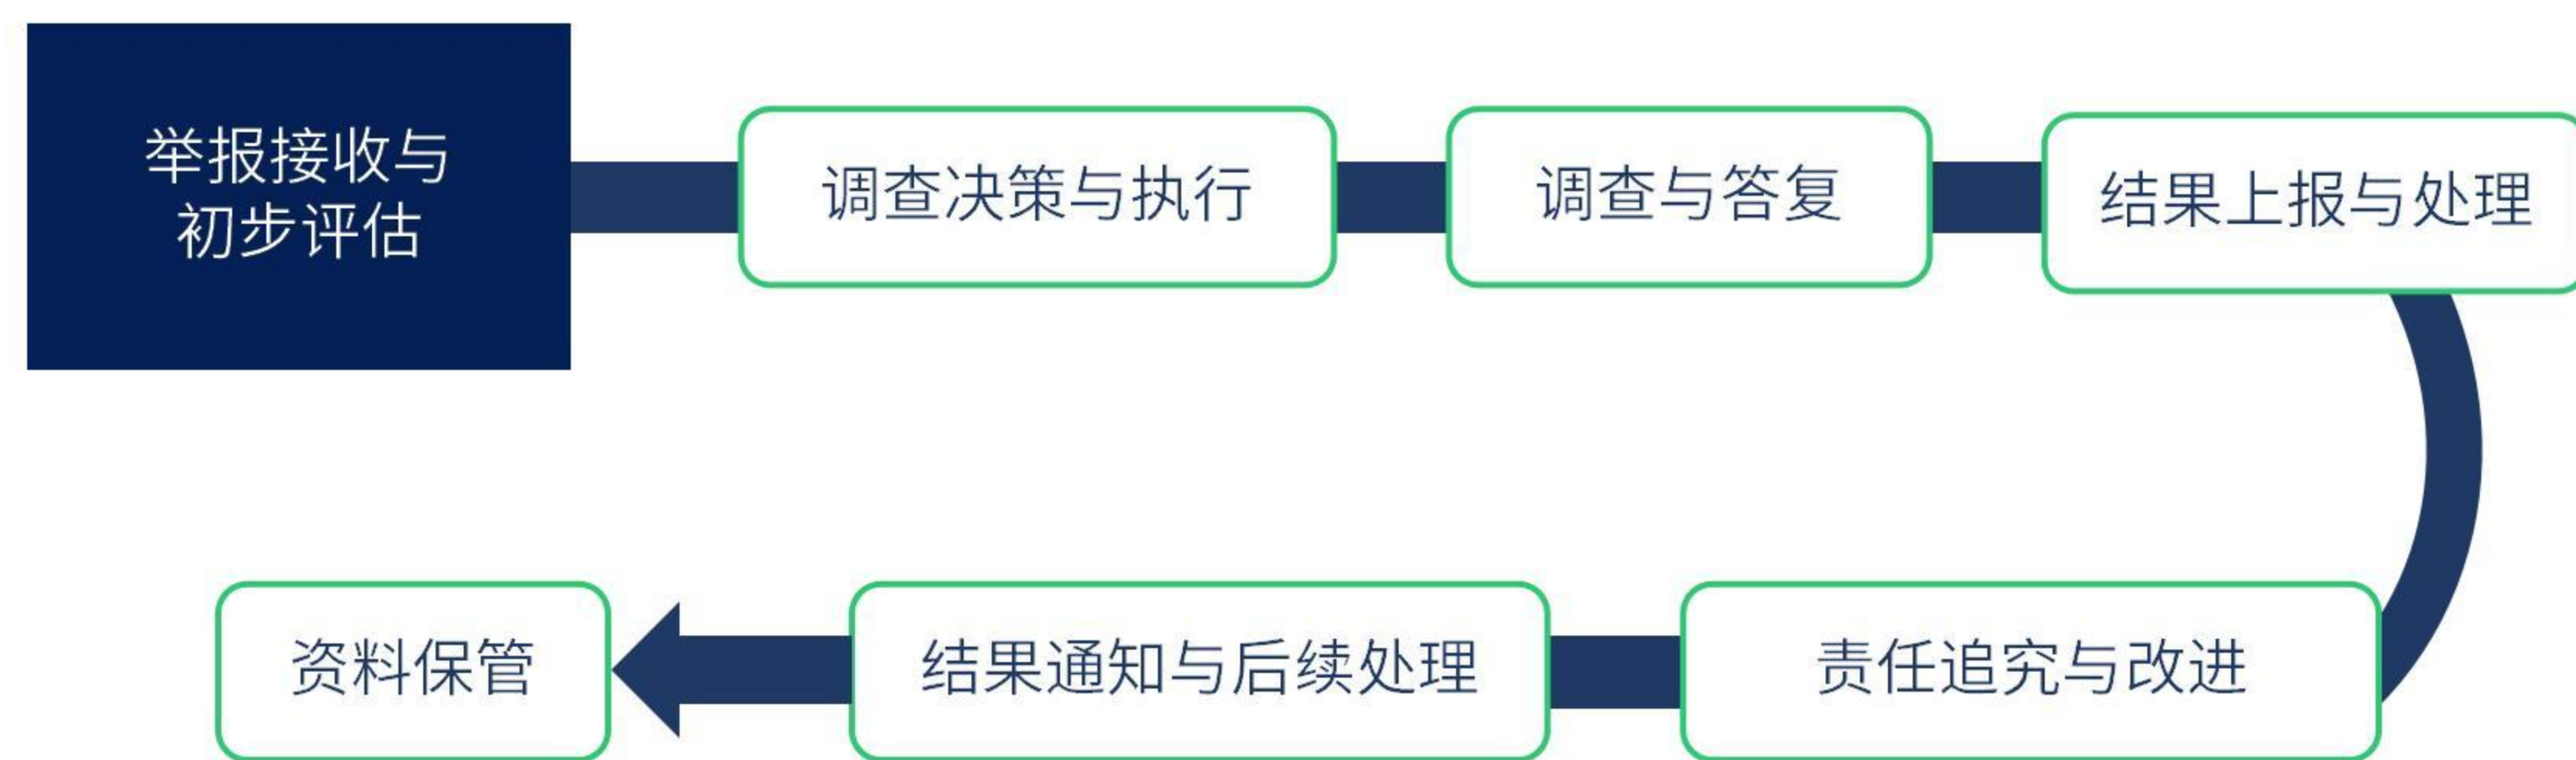 举报接收与
初步评估
调查决策与执行
调查与答复
结果上报与处理
责任追究与改进
结果通知与后续处理
资料保管